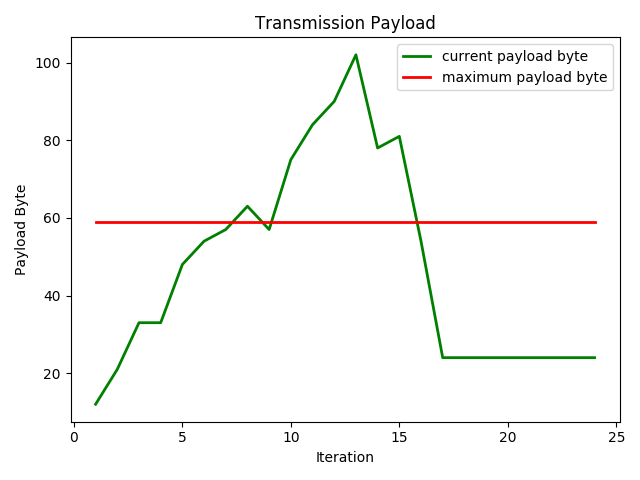 Transmission Payload
current payload byte
maximum payload byte
Payload Byte
100
80
60
40
20
0
5
10
15
20
25
Iteration